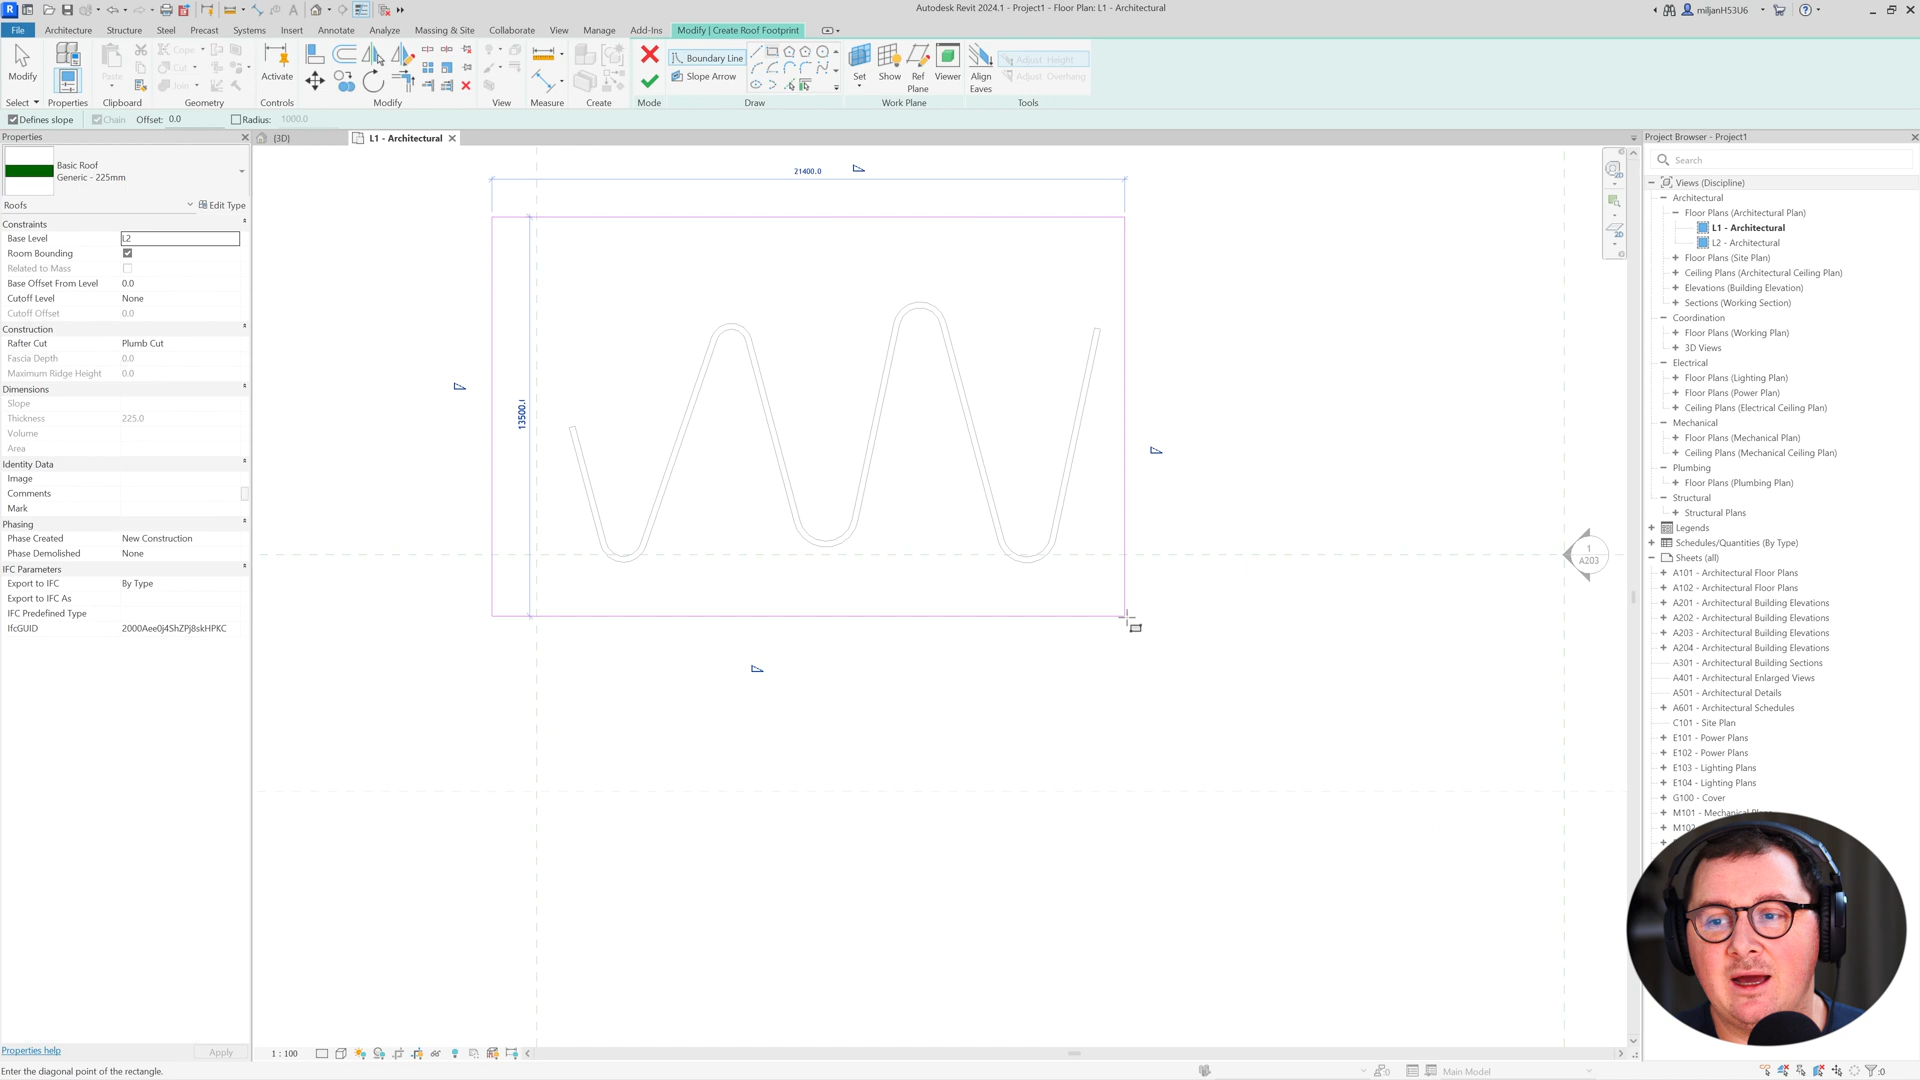 Autodesk Revit 2024.1 - Project1 - Floor Plan: L1 - Architectural
miljanH53U6
File Architecture Structure Steel Precast Systems Insert Annotate Analyze Massing & Site Collaborate View Manage Add-Ins Modify | Create Roof Footprint
Modify
Properties
Paste
Cope
Cut
Join
Activate
Boundary Line
Slope Arrow
Set
Show
Ref Plane
Viewer
Align Eaves
Adjust Height
Adjust Overhang
Select
Properties
Clipboard
Geometry
Controls
Modify
View
Measure
Create
Mode
Draw
Work Plane
Tools
Defines slope
Chain
Offset: 0.0
Radius: 1000.0
Properties
(3D)
L1 - Architectural
Basic Roof
Generic - 225mm
Roofs
Edit Type
Constraints
Base Level L2
Room Bounding
Related to Mass
Base Offset From Level 0.0
Cutoff Level None
Cutoff Offset 0.0
Construction
Rafter Cut Plumb Cut
Fascia Depth 0.0
Maximum Ridge Height 0.0
Dimensions
Slope
Thickness 225.0
Volume
Area
Identity Data
Image
Comments
Mark
Phasing
Phase Created New Construction
Phase Demolished None
IFC Parameters
Export to IFC By Type
Export to IFC As
IFC Predefined Type
IfcGUID 2000Aee0j4ShZPj8skHPKC
Properties help
Apply
21400.0
13500.
1
A203
1 : 100
Enter the diagonal point of the rectangle.
:0
Main Model
:0
Project Browser - Project1
Search
Views (Discipline)
Architectural
Floor Plans (Architectural Plan)
L1 - Architectural
L2 - Architectural
Floor Plans (Site Plan)
Ceiling Plans (Architectural Ceiling Plan)
Elevations (Building Elevation)
Sections (Working Section)
Coordination
Floor Plans (Working Plan)
3D Views
Electrical
Floor Plans (Lighting Plan)
Floor Plans (Power Plan)
Ceiling Plans (Electrical Ceiling Plan)
Mechanical
Floor Plans (Mechanical Plan)
Ceiling Plans (Mechanical Ceiling Plan)
Plumbing
Floor Plans (Plumbing Plan)
Structural
Structural Plans
Legends
Schedules/Quantities (By Type)
Sheets (all)
A101 - Architectural Floor Plans
A102 - Architectural Floor Plans
A201 - Architectural Building Elevations
A202 - Architectural Building Elevations
A203 - Architectural Building Elevations
A204 - Architectural Building Elevations
A301 - Architectural Building Sections
A401 - Architectural Enlarged Views
A501 - Architectural Details
A601 - Architectural Schedules
C101 - Site Plan
E101 - Power Plans
E102 - Power Plans
E103 - Lighting Plans
E104 - Lighting Plans
G100 - Cover
M101 - Mechanical
M102